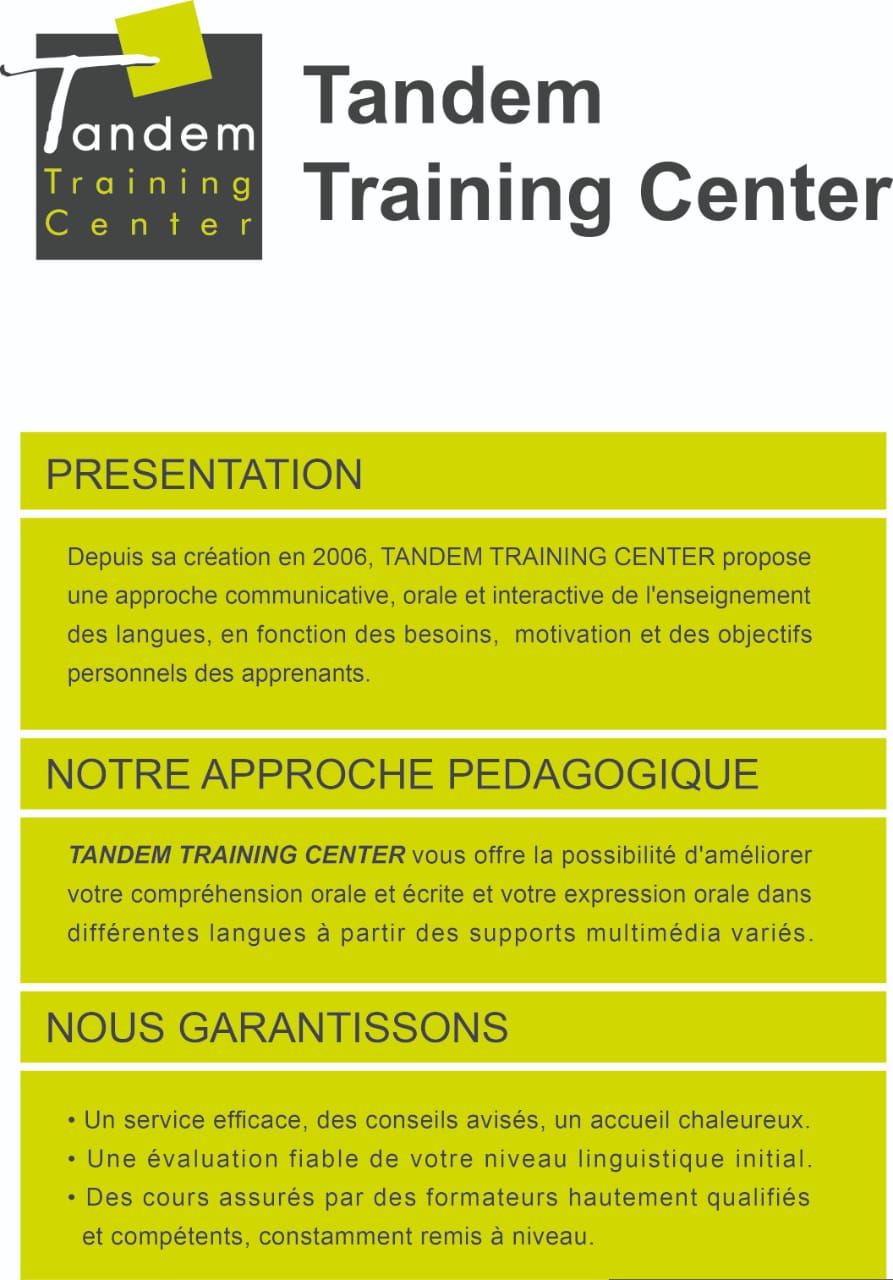 Tandem
Training
Center
Tandem
Training Center
PRESENTATION
Depuis sa création en 2006, TANDEM TRAINING CENTER propose
une approche communicative, orale et interactive de l'enseignement
des langues, en fonction des besoins, motivation et des objectifs
personnels des apprenants.
NOTRE APPROCHE PEDAGOGIQUE
TANDEM TRAINING CENTER vous offre la possibilité d'améliorer
votre compréhension orale et écrite et votre expression orale dans
différentes langues à partir des supports multimédia variés.
NOUS GARANTISSONS
• Un service efficace, des conseils avisés, un accueil chaleureux.
• Une évaluation fiable de votre niveau linguistique initial.
• Des cours assurés par des formateurs hautement qualifiés
et compétents, constamment remis à niveau.